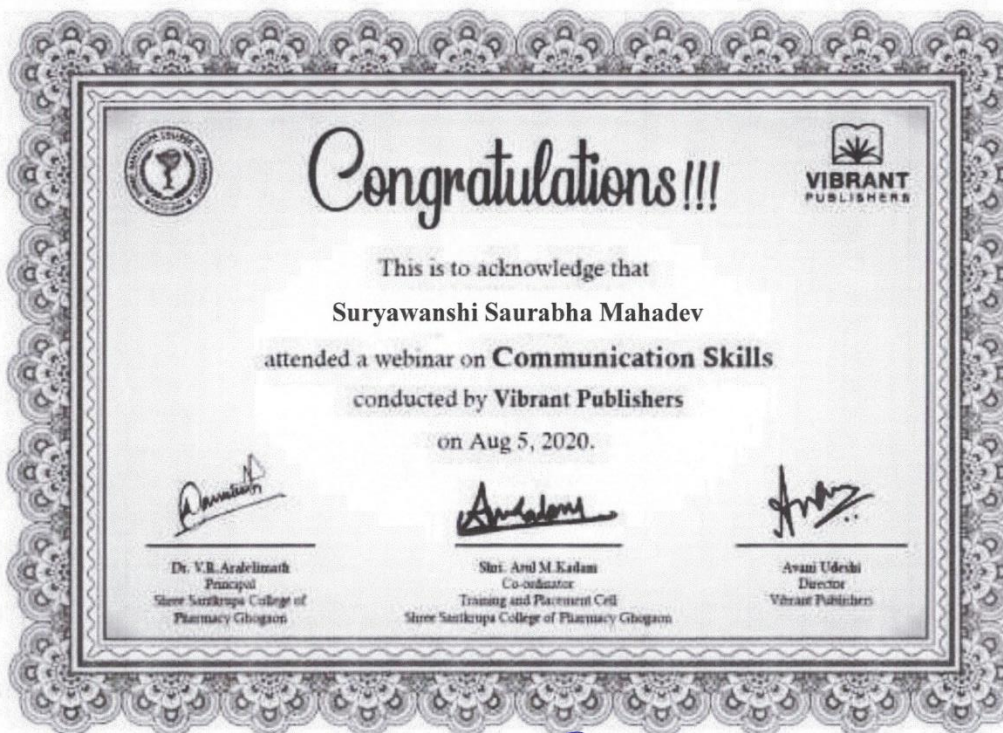 Congratulations!!!
VIBRANT
PUBLISHERS
This is to acknowledge that
Suryawanshi Saurabha Mahadev
attended a webinar on Communication Skills
conducted by Vibrant Publishers
on Aug 5, 2020.
Dr. V.R.Aralelimath
Principal
Shree Santkrupa College of
Pharmacy Ghogaon
Shri. Amol M.Kadam
Co-ordinator
Training and Placement Cell
Shree Santkrupa College of Pharmacy Ghogaon
Avani Udeshi
Director
Vibrant Publishers